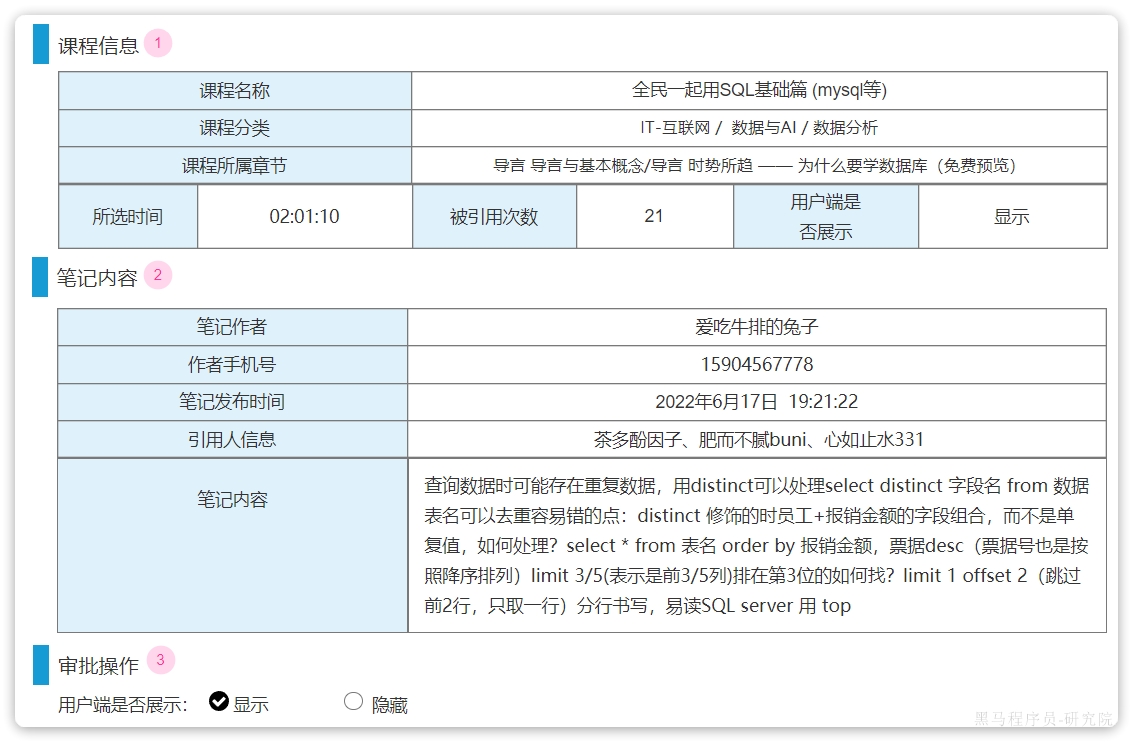 课程信息 1
课程名称 全民一起用SQL基础篇 (mysql等)
课程分类 IT-互联网 / 数据与AI / 数据分析
课程所属章节 导言 导言与基本概念/导言 时势所趋 —— 为什么要学数据库（免费预览）
所选时间 02:01:10 被引用次数 21 用户端是
否展示 显示
笔记内容 2
笔记作者 爱吃牛排的兔子
作者手机号 15904567778
笔记发布时间 2022年6月17日 19:21:22
引用人信息 茶多酚因子、肥而不腻buni、心如止水331
笔记内容
查询数据时可能存在重复数据，用distinct可以处理select distinct 字段名 from 数据
表名可以去重容易错的点：distinct 修饰的时员工+报销金额的字段组合，而不是单
复值，如何处理？select * from 表名 order by 报销金额，票据desc（票据号也是按
照降序排列）limit 3/5(表示是前3/5列)排在第3位的如何找？limit 1 offset 2（跳过
前2行，只取一行）分行书写，易读SQL server 用 top
审批操作 3
用户端是否展示： 显示 隐藏
黑马程序员-研究院